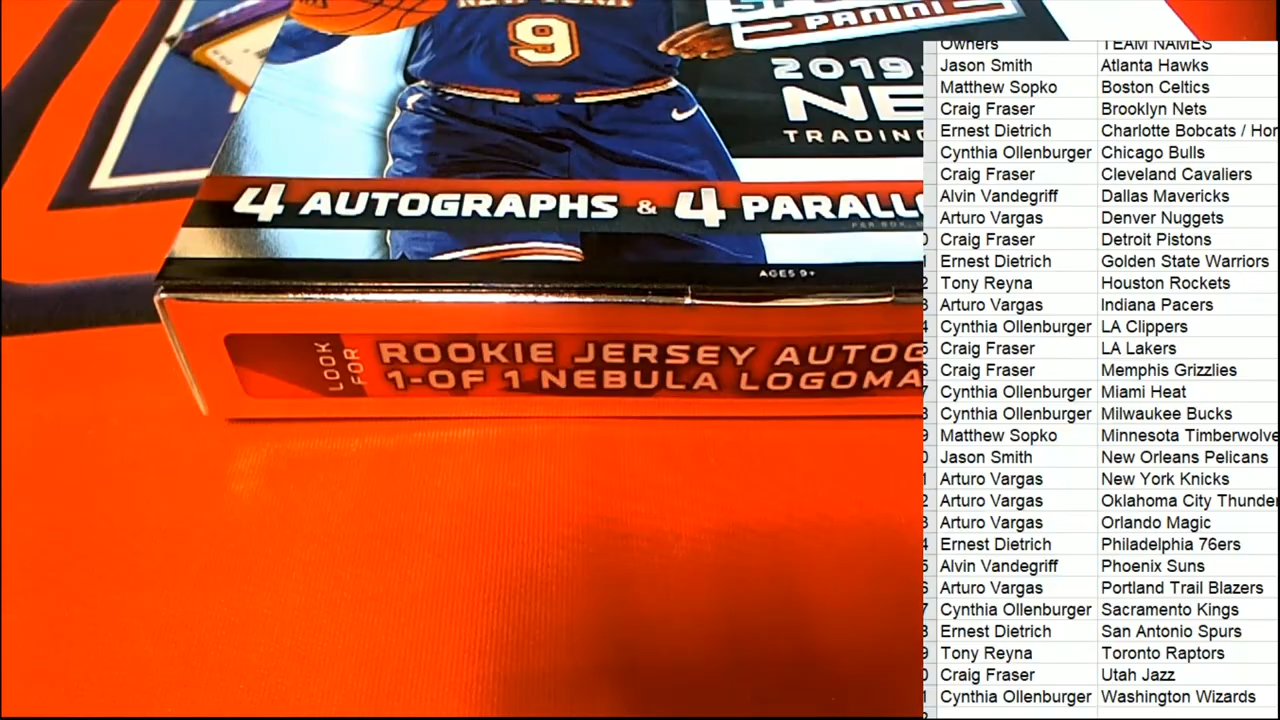 NEW YORK
9
PANINI
2019-
TRADING
4 AUTOGRAPHS & 4
AGES 9+
LOOK FOR
ROOKIE JERSEY
1-OF 1 NEBULA
Owners TEAM NAMES
Jason Smith Atlanta Hawks
Matthew Sopko Boston Celtics
Craig Fraser Brooklyn Nets
Ernest Dietrich Charlotte Bobcats /
Cynthia Ollenburger Chicago Bulls
Craig Fraser Cleveland Cavaliers
Alvin Vandegriff Dallas Mavericks
Arturo Vargas Denver Nuggets
Craig Fraser Detroit Pistons
Ernest Dietrich Golden State Warriors
Tony Reyna Houston Rockets
Arturo Vargas Indiana Pacers
Cynthia Ollenburger LA Clippers
Craig Fraser LA Lakers
Craig Fraser Memphis Grizzlies
Cynthia Ollenburger Miami Heat
Cynthia Ollenburger Milwaukee Bucks
Matthew Sopko Minnesota Timberwolve
Jason Smith New Orleans Pelicans
Arturo Vargas New York Knicks
Arturo Vargas Oklahoma City Thunder
Arturo Vargas Orlando Magic
Ernest Dietrich Philadelphia 76ers
Alvin Vandegriff Phoenix Suns
Arturo Vargas Portland Trail Blazers
Cynthia Ollenburger Sacramento Kings
Ernest Dietrich San Antonio Spurs
Tony Reyna Toronto Raptors
Craig Fraser Utah Jazz
Cynthia Ollenburger Washington Wizards